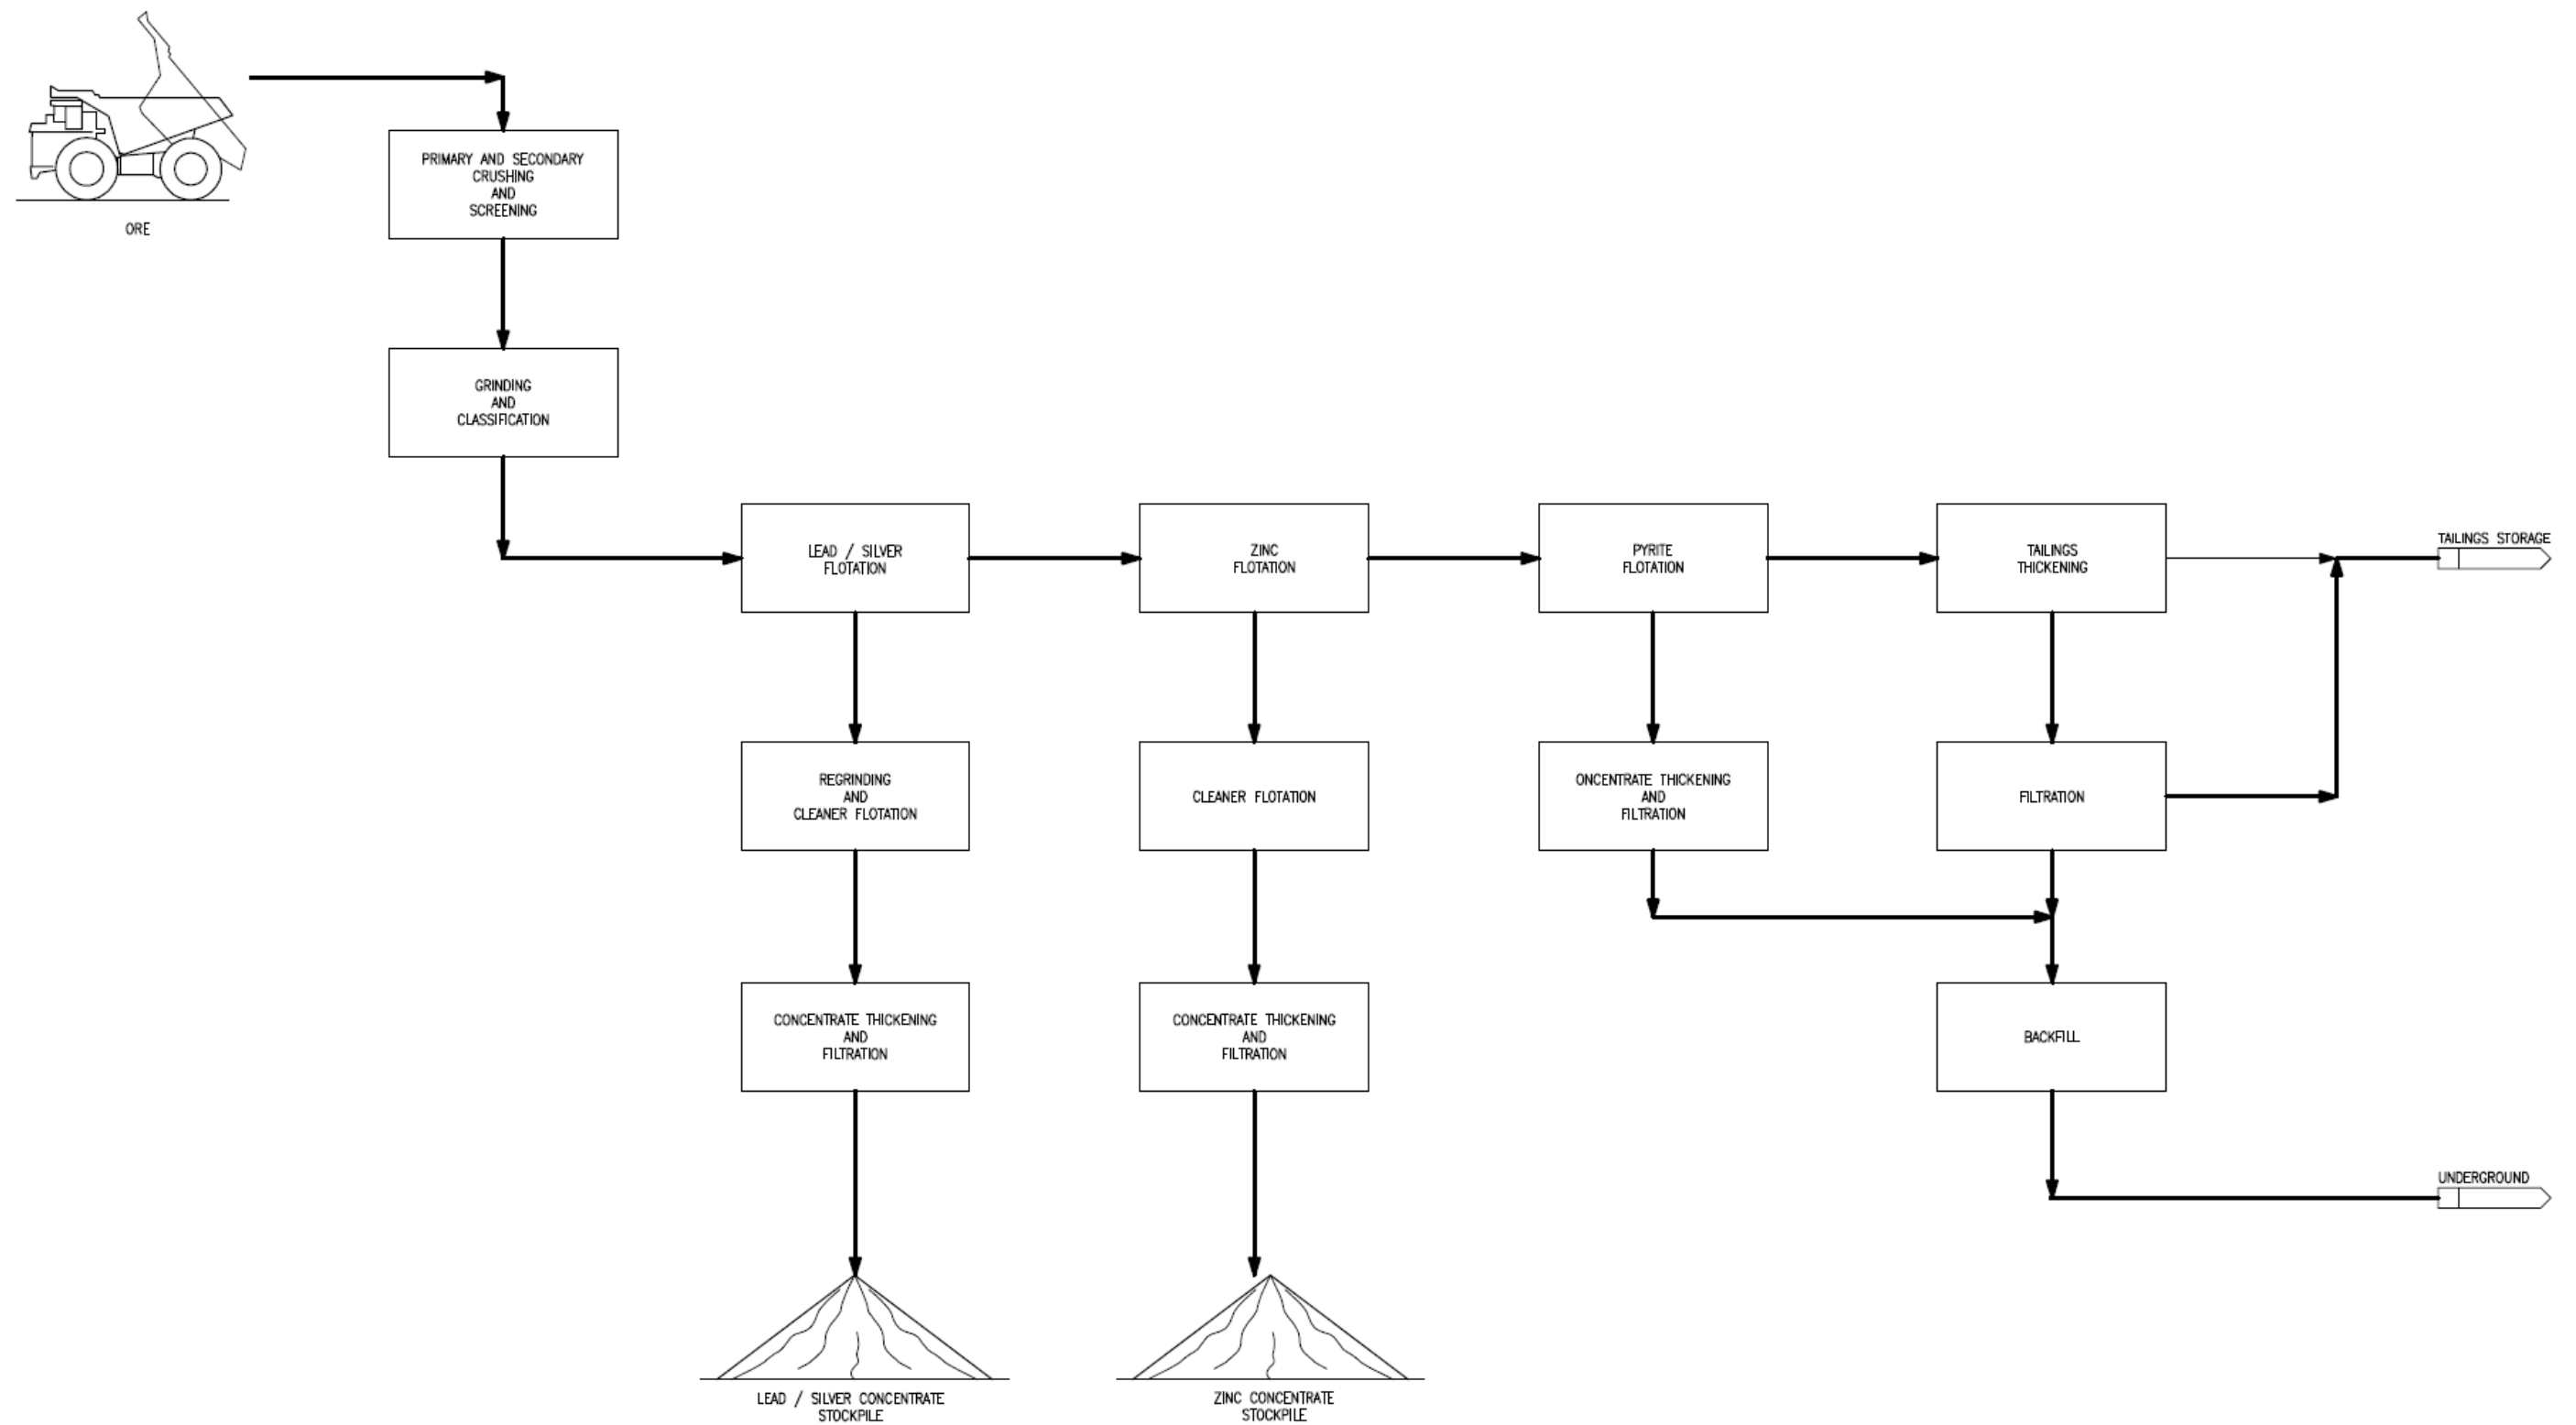 ORE
PRIMARY AND SECONDARY
CRUSHING
AND
SCREENING
GRINDING
AND
CLASSIFICATION
LEAD / SILVER
FLOTATION
ZINC
FLOTATION
PYRITE
FLOTATION
TAILINGS
THICKENING
TAILINGS STORAGE
REGRINDING
AND
CLEANER FLOTATION
CLEANER FLOTATION
ONCENTRATE THICKENING
AND
FILTRATION
FILTRATION
CONCENTRATE THICKENING
AND
FILTRATION
CONCENTRATE THICKENING
AND
FILTRATION
BACKFILL
UNDERGROUND
LEAD / SILVER CONCENTRATE
STOCKPILE
ZINC CONCENTRATE
STOCKPILE